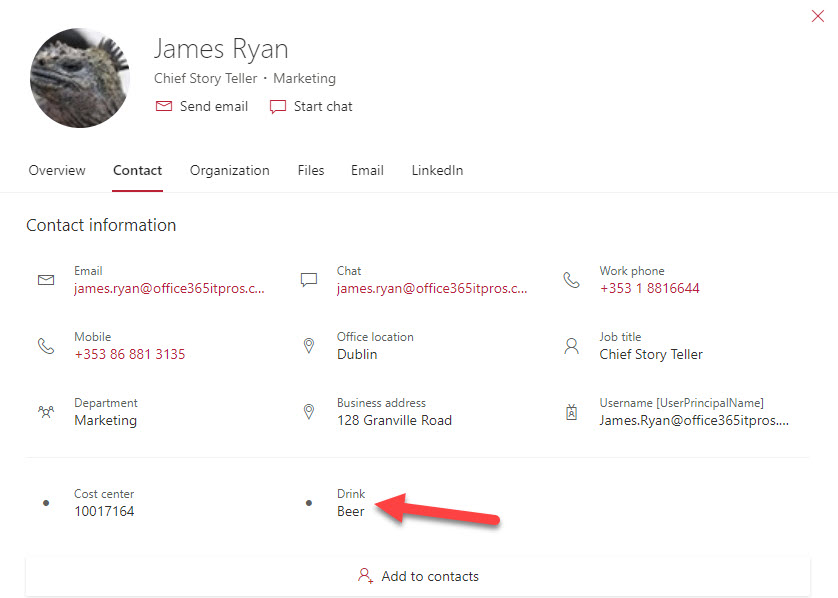 James Ryan
Chief Story Teller • Marketing
Send email Start chat
Overview Contact Organization Files Email LinkedIn
Contact information
Email
james.ryan@office365itpros.c...
Chat
james.ryan@office365itpros.c...
Work phone
+353 1 8816644
Mobile
+353 86 881 3135
Office location
Dublin
Job title
Chief Story Teller
Department
Marketing
Business address
128 Granville Road
Username [UserPrincipalName]
James.Ryan@office365itpros....
Cost center
10017164
Drink
Beer
Add to contacts